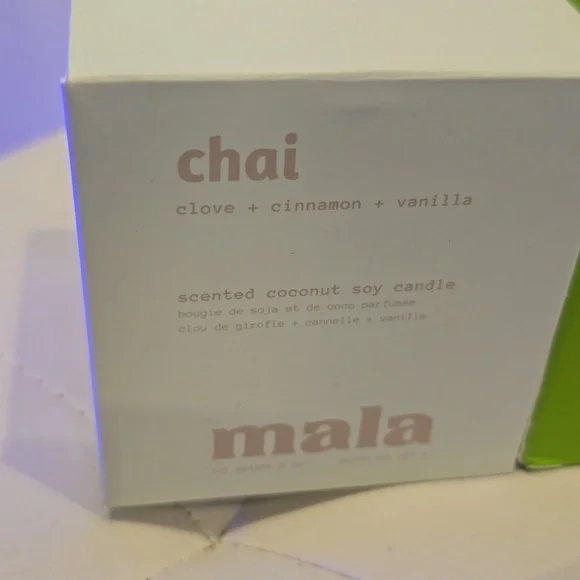 chai
clove + cinnamon + vanilla
scented coconut soy candle
bougie de soja et de coco parfumée
clou de girofle + cannelle + vanille
mala